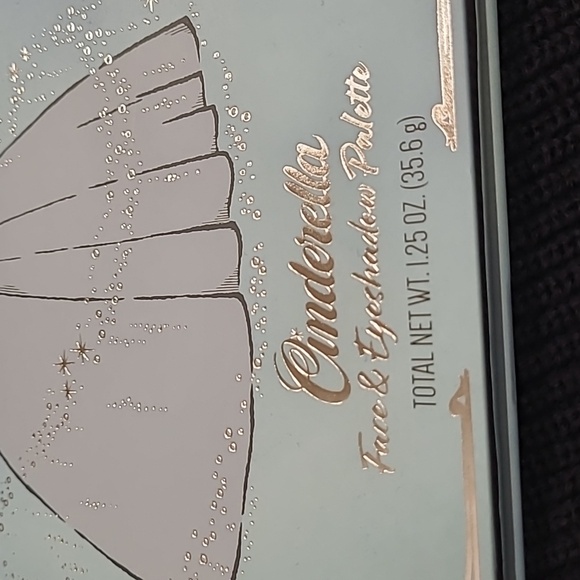 Cinderella
Face & Eyeshadow Palette
TOTAL NET WT. 1.25 OZ. (35.6 g)